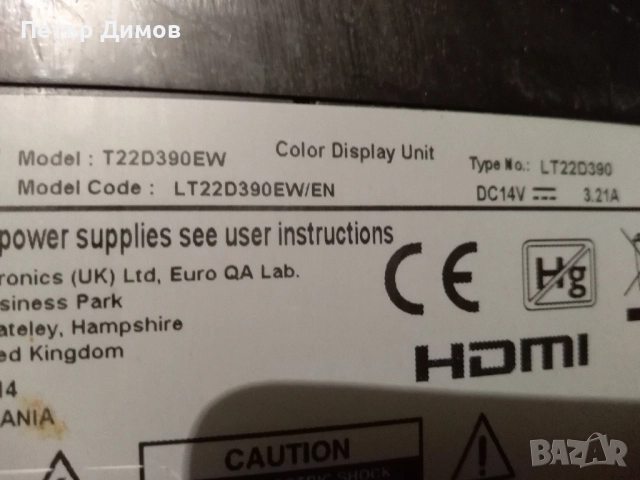 Петър Димов
Model : T22D390EW
Color Display Unit
Type No.: LT22D390
Model Code : LT22D390EW/EN
DC14V 3.21A
power supplies see user instructions
ronics (UK) Ltd, Euro QA Lab.
siness Park
ateley, Hampshire
ed Kingdom
14
ANIA
CE
Hg
HDMI
CAUTION
BAZAR